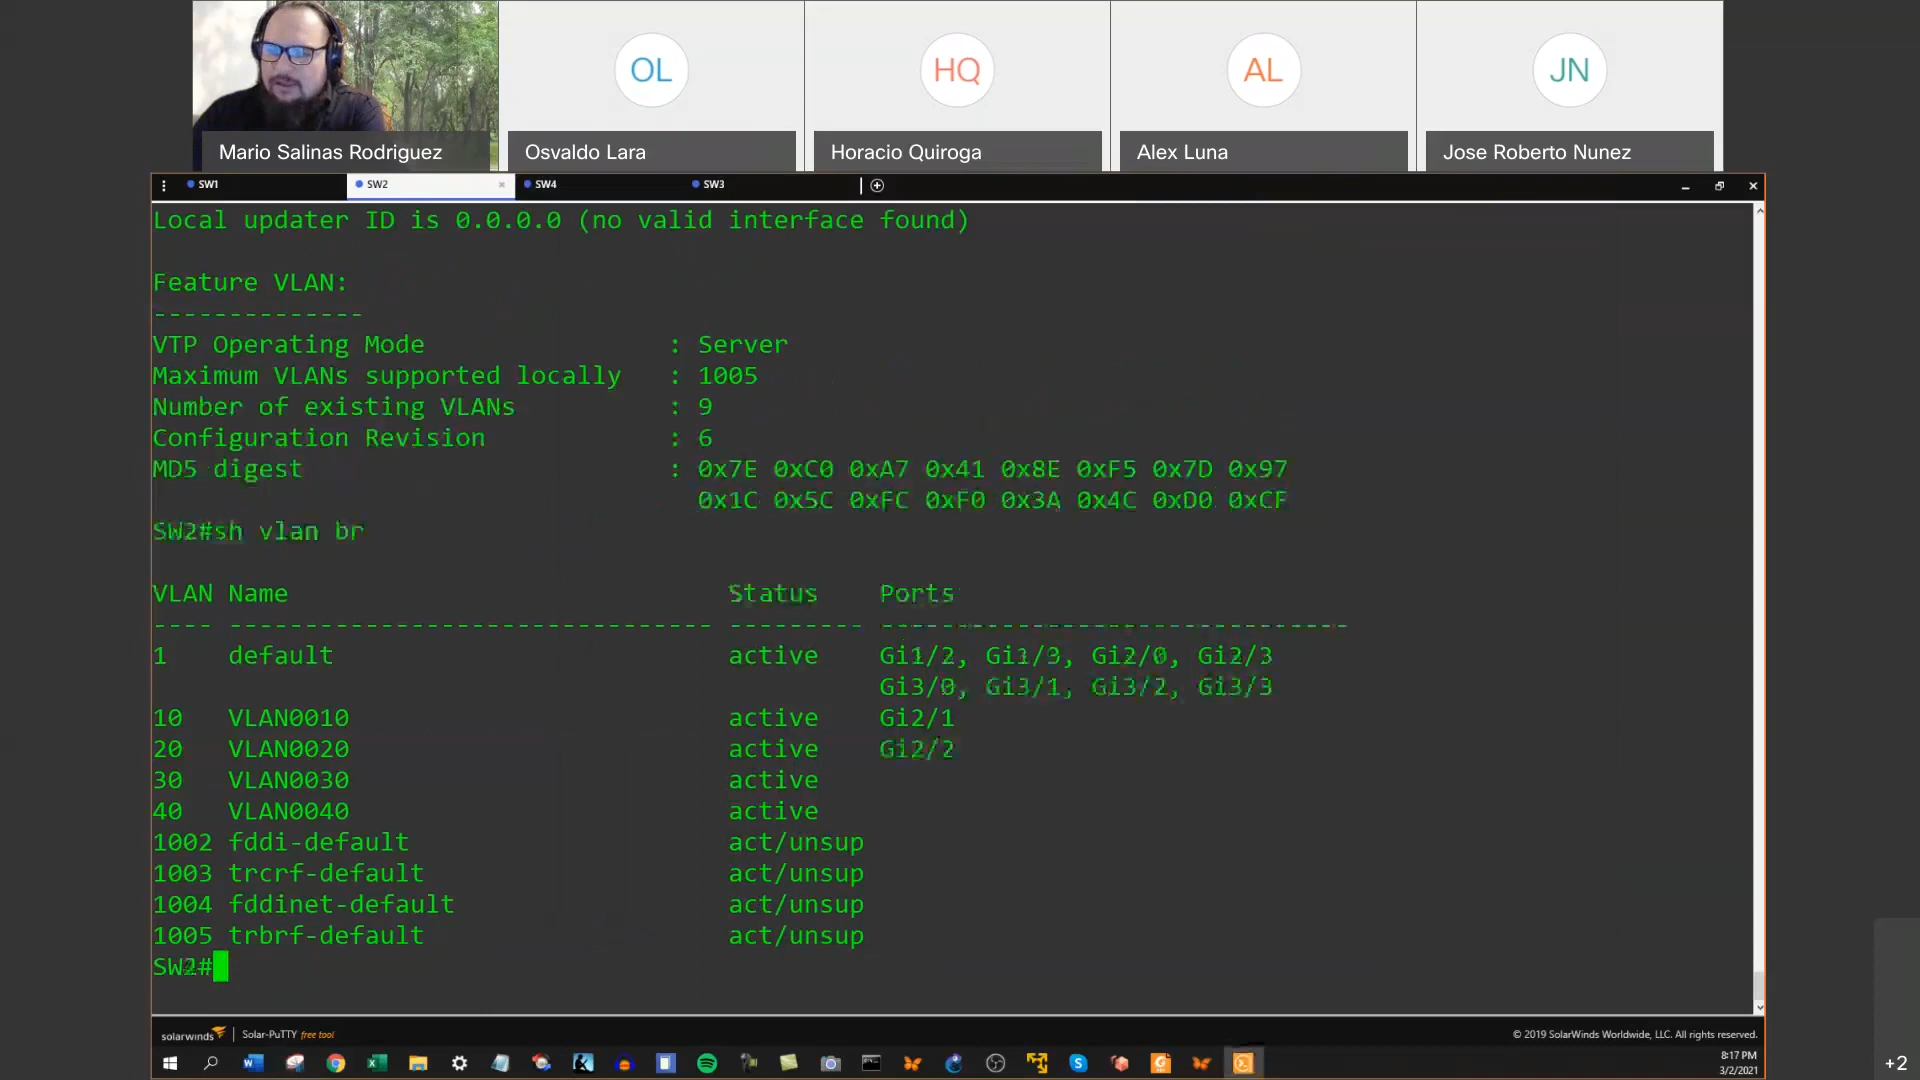 OL
HQ
AL
JN
Mario Salinas Rodriguez
Osvaldo Lara
Horacio Quiroga
Alex Luna
Jose Roberto Nunez
SW1
SW2
SW4
SW3
Local updater ID is 0.0.0.0 (no valid interface found)
Feature VLAN:
--------------
VTP Operating Mode : Server
Maximum VLANs supported locally : 1005
Number of existing VLANs : 9
Configuration Revision : 6
MD5 digest : 0x7E 0xC0 0xA7 0x41 0x8E 0xF5 0x7D 0x97
0x1C 0x5C 0xFC 0xF0 0x3A 0x4C 0xD0 0xCF
SW2#sh vlan br
VLAN Name Status Ports
---- -------------------------------- --------- -------------------------------
1 default active Gi1/2, Gi1/3, Gi2/0, Gi2/3
Gi3/0, Gi3/1, Gi3/2, Gi3/3
10 VLAN0010 active Gi2/1
20 VLAN0020 active Gi2/2
30 VLAN0030 active
40 VLAN0040 active
1002 fddi-default act/unsup
1003 trcrf-default act/unsup
1004 fddinet-default act/unsup
1005 trbrf-default act/unsup
SW2#
solarwinds Solar-PuTTY free tool
© 2019 SolarWinds Worldwide, LLC. All rights reserved.
8:17 PM
3/2/2021
+2